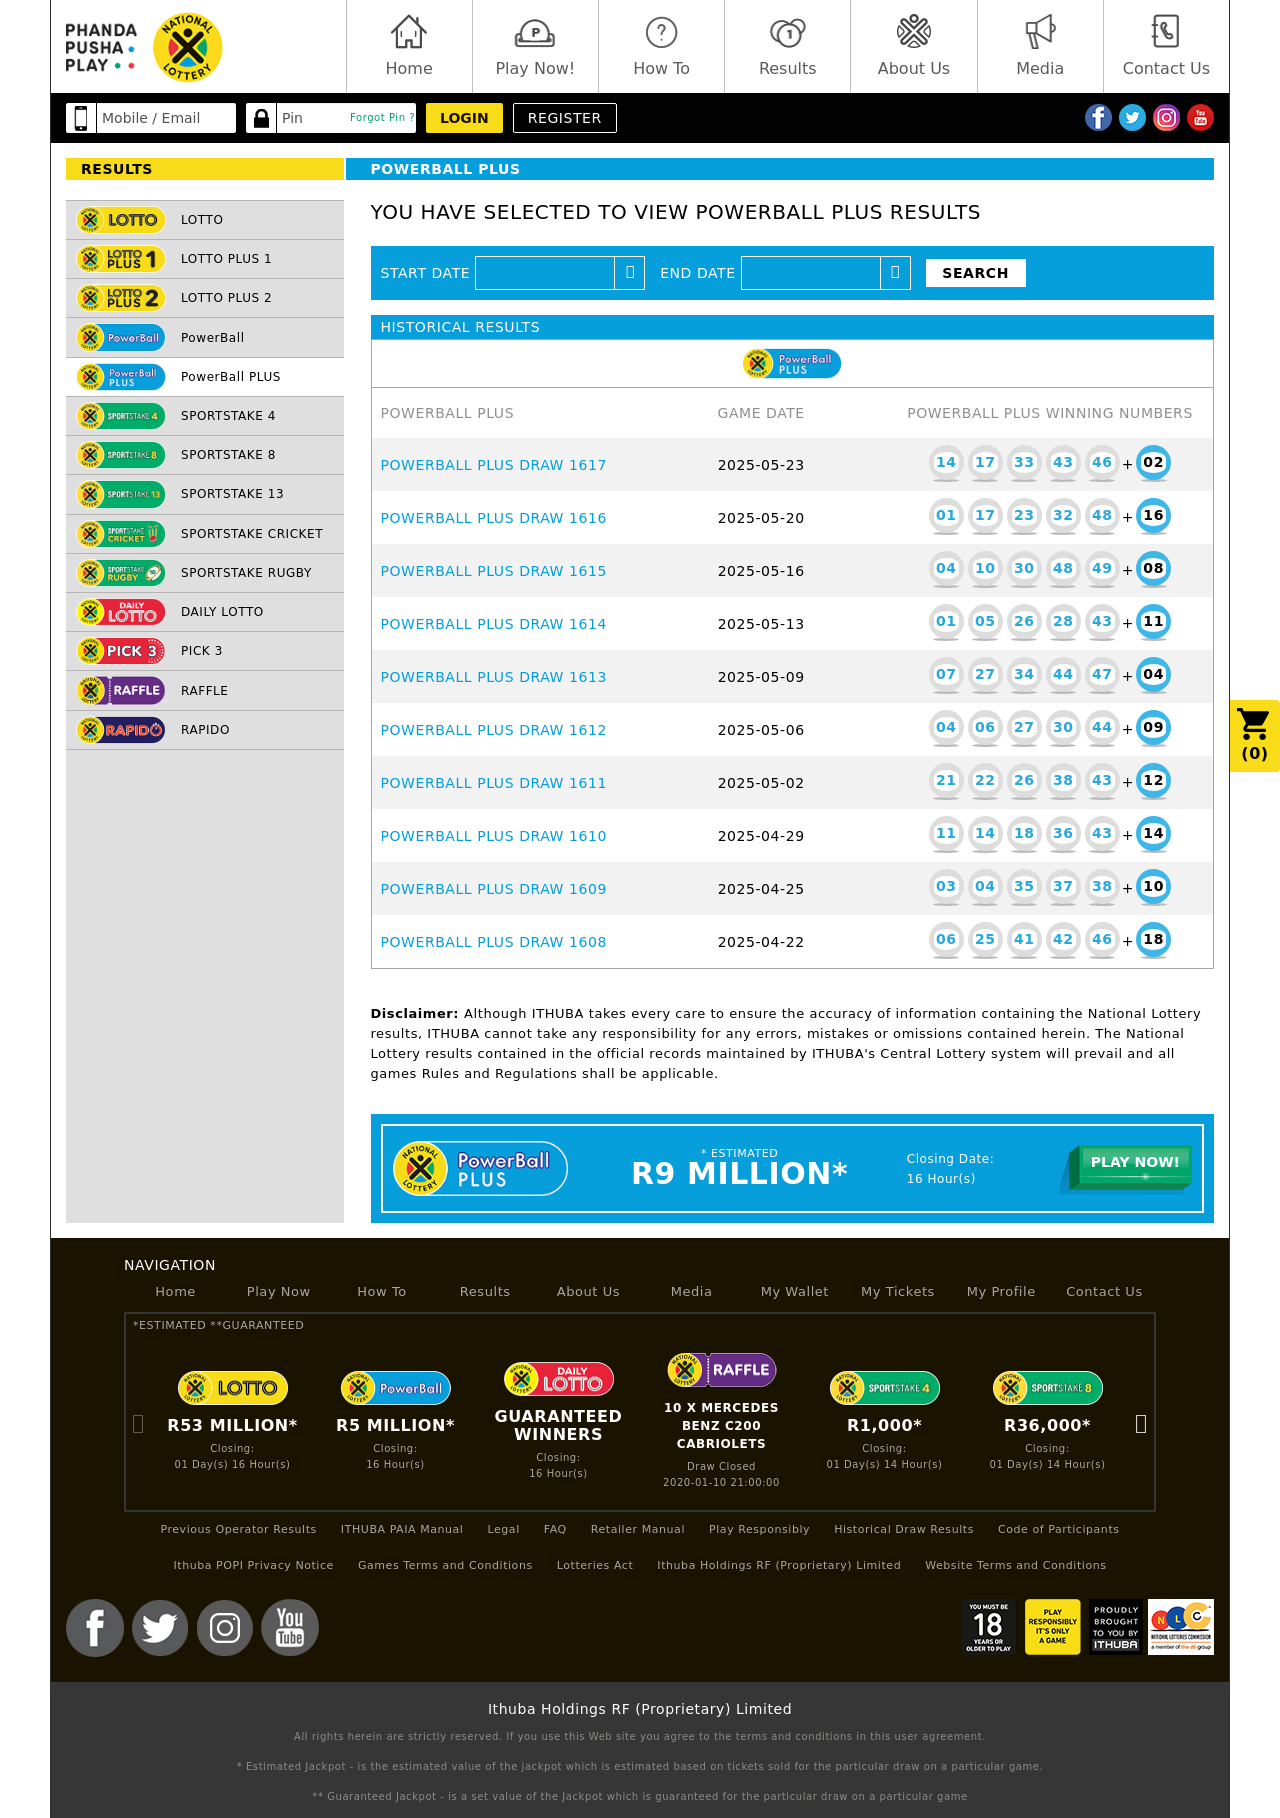 PHANDA
PUSHA
PLAY
NATIONAL
LOTTERY
Home
Play Now!
How To
Results
About Us
Media
Contact Us
Mobile / Email
Pin
Forgot Pin ?
LOGIN
REGISTER
RESULTS
POWERBALL PLUS
LOTTO LOTTO
LOTTO PLUS 1 LOTTO PLUS 1
LOTTO PLUS 2 LOTTO PLUS 2
PowerBall PowerBall
PowerBall PLUS PowerBall PLUS
SPORTSTAKE 4 SPORTSTAKE 4
SPORTSTAKE 8 SPORTSTAKE 8
SPORTSTAKE 13 SPORTSTAKE 13
SPORTSTAKE CRICKET SPORTSTAKE CRICKET
SPORTSTAKE RUGBY SPORTSTAKE RUGBY
DAILY LOTTO DAILY LOTTO
PICK 3 PICK 3
RAFFLE RAFFLE
RAPIDO RAPIDO
YOU HAVE SELECTED TO VIEW POWERBALL PLUS RESULTS
START DATE END DATE SEARCH
HISTORICAL RESULTS
PowerBall
PLUS
POWERBALL PLUS GAME DATE POWERBALL PLUS WINNING NUMBERS
POWERBALL PLUS DRAW 1617 2025-05-23 14 17 33 43 46 + 02
POWERBALL PLUS DRAW 1616 2025-05-20 01 17 23 32 48 + 16
POWERBALL PLUS DRAW 1615 2025-05-16 04 10 30 48 49 + 08
POWERBALL PLUS DRAW 1614 2025-05-13 01 05 26 28 43 + 11
POWERBALL PLUS DRAW 1613 2025-05-09 07 27 34 44 47 + 04
POWERBALL PLUS DRAW 1612 2025-05-06 04 06 27 30 44 + 09
POWERBALL PLUS DRAW 1611 2025-05-02 21 22 26 38 43 + 12
POWERBALL PLUS DRAW 1610 2025-04-29 11 14 18 36 43 + 14
POWERBALL PLUS DRAW 1609 2025-04-25 03 04 35 37 38 + 10
POWERBALL PLUS DRAW 1608 2025-04-22 06 25 41 42 46 + 18
(0)
Disclaimer: Although ITHUBA takes every care to ensure the accuracy of information containing the National Lottery
results, ITHUBA cannot take any responsibility for any errors, mistakes or omissions contained herein. The National
Lottery results contained in the official records maintained by ITHUBA's Central Lottery system will prevail and all
games Rules and Regulations shall be applicable.
NATIONAL LOTTERY
PowerBall
PLUS
* ESTIMATED
R9 MILLION*
Closing Date:
16 Hour(s)
PLAY NOW!
NAVIGATION
Home Play Now How To Results About Us Media My Wallet My Tickets My Profile Contact Us
*ESTIMATED **GUARANTEED
LOTTO
R53 MILLION*
Closing:
01 Day(s) 16 Hour(s)
PowerBall
R5 MILLION*
Closing:
16 Hour(s)
DAILY
LOTTO
GUARANTEED
WINNERS
Closing:
16 Hour(s)
RAFFLE
10 X MERCEDES
BENZ C200
CABRIOLETS
Draw Closed
2020-01-10 21:00:00
SPORTSTAKE 4
R1,000*
Closing:
01 Day(s) 14 Hour(s)
SPORTSTAKE 8
R36,000*
Closing:
01 Day(s) 14 Hour(s)
Previous Operator Results ITHUBA PAIA Manual Legal FAQ Retailer Manual Play Responsibly Historical Draw Results Code of Participants
Ithuba POPI Privacy Notice Games Terms and Conditions Lotteries Act Ithuba Holdings RF (Proprietary) Limited Website Terms and Conditions
You
Tube
YOU MUST BE
18
YEARS OR
OLDER TO PLAY
PLAY
RESPONSIBLY
IT'S ONLY
A GAME
PROUDLY
BROUGHT
TO YOU BY
ITHUBA
NLC
NATIONAL LOTTERIES COMMISSION
a member of the dti group
Ithuba Holdings RF (Proprietary) Limited
All rights herein are strictly reserved. If you use this Web site you agree to the terms and conditions in this user agreement.
* Estimated Jackpot - is the estimated value of the jackpot which is estimated based on tickets sold for the particular draw on a particular game.
** Guaranteed Jackpot - is a set value of the Jackpot which is guaranteed for the particular draw on a particular game